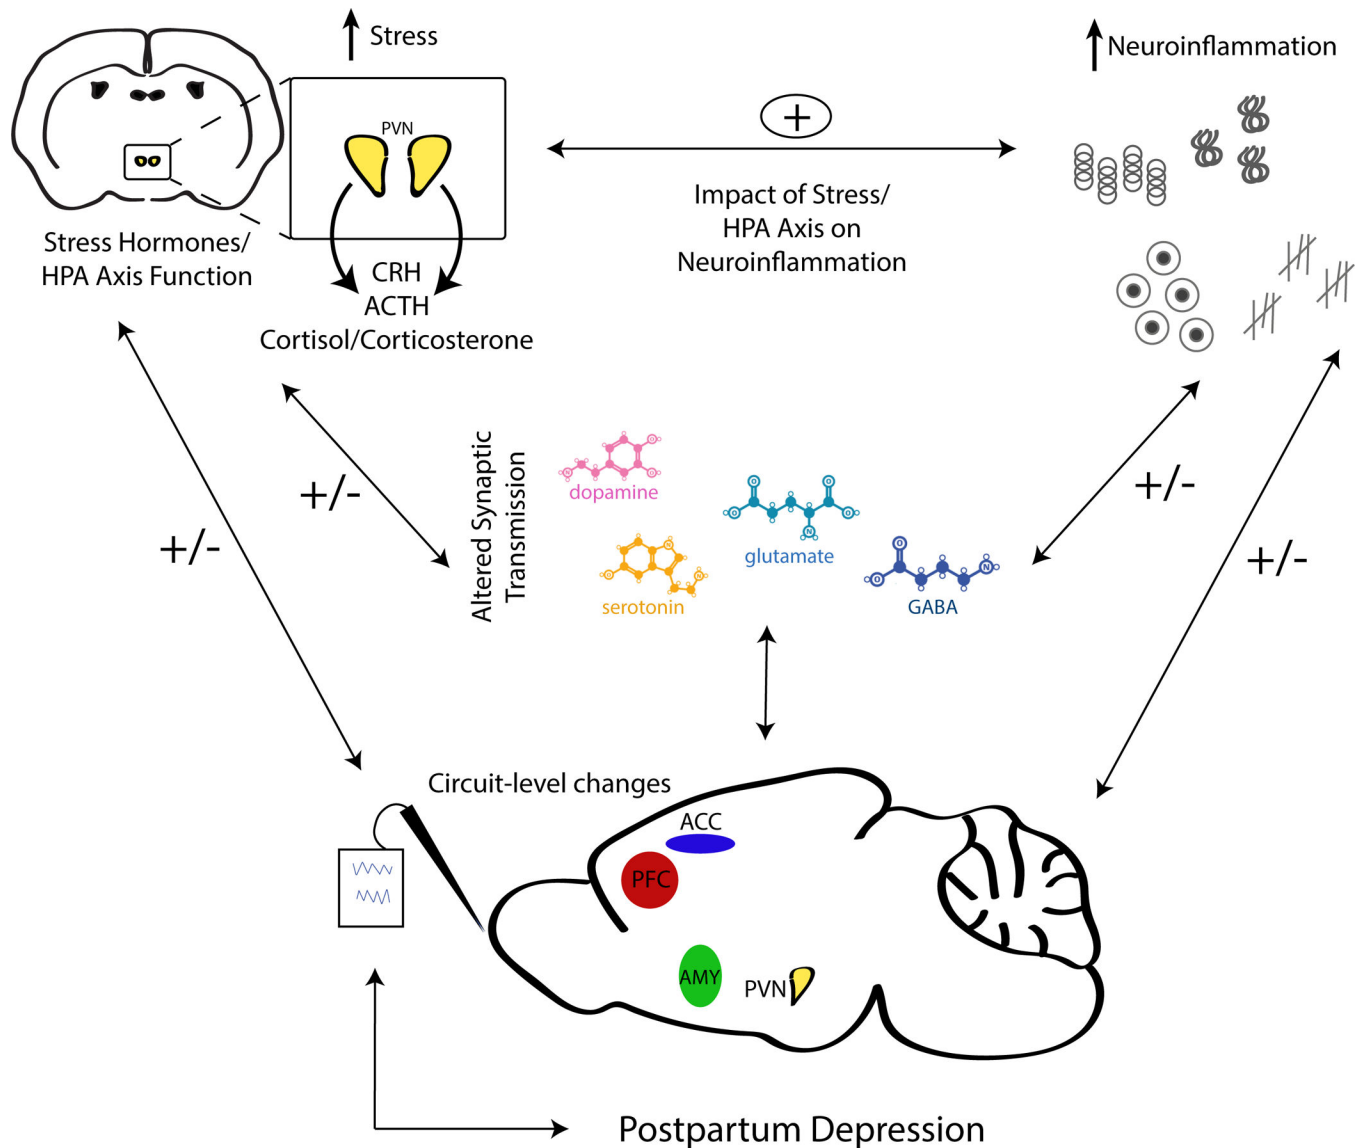 Stress
Neuroinflammation
PVN
+
Impact of Stress/
HPA Axis on
Neuroinflammation
Stress Hormones/
HPA Axis Function
CRH
ACTH
Cortisol/Corticosterone
+/-
+/-
Altered Synaptic
Transmission
dopamine
serotonin
glutamate
GABA
+/-
+/-
O
O
N
O
N
N
O
O
O
O
N
O
O
N
Circuit-level changes
ACC
PFC
AMY
PVN
Postpartum Depression